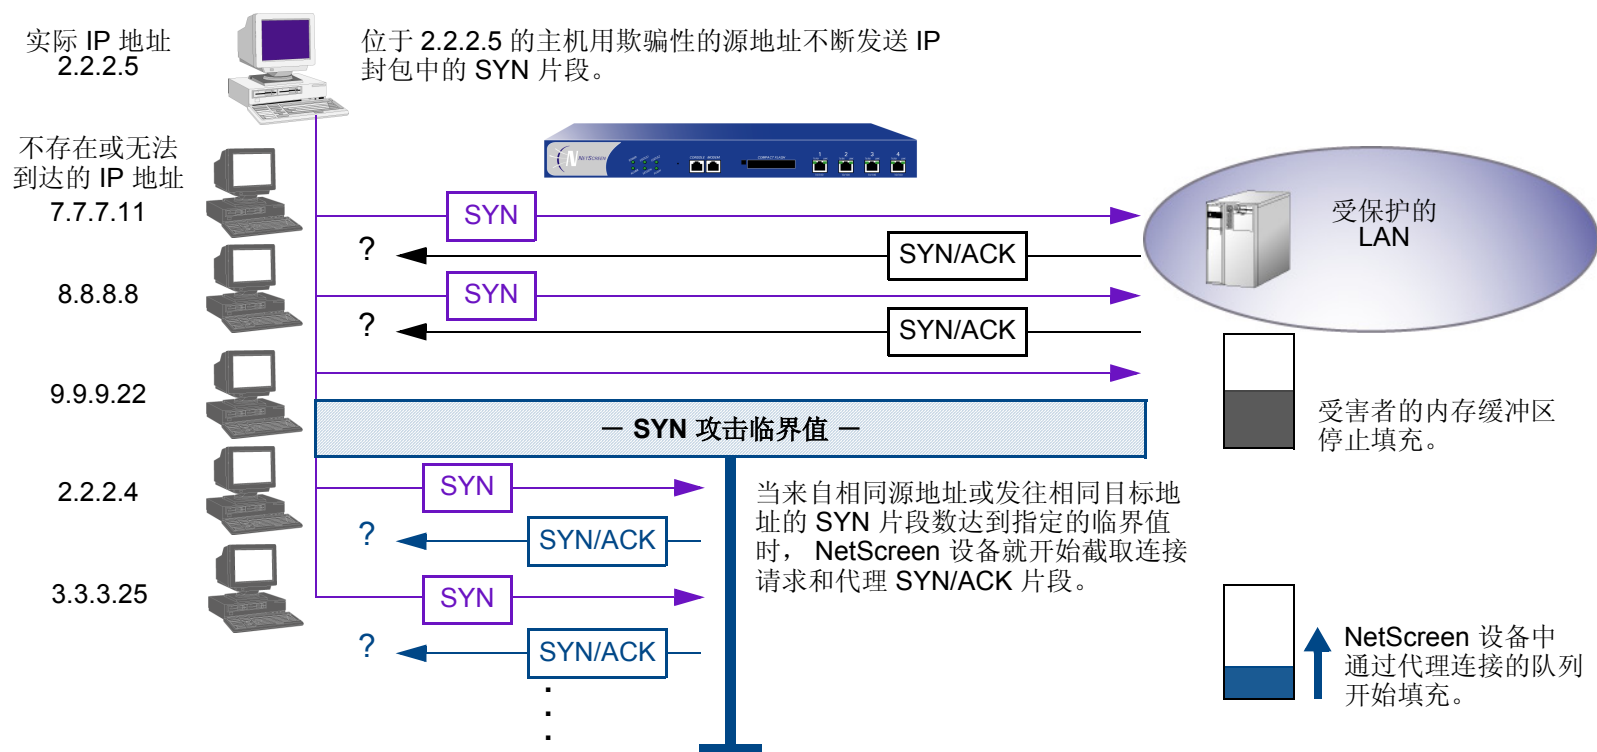 实际 IP 地址
2.2.2.5
位于 2.2.2.5 的主机用欺骗性的源地址不断发送 IP
封包中的 SYN 片段。
不存在或无法
到达的 IP 地址
7.7.7.11
8.8.8.8
9.9.9.22
2.2.2.4
3.3.3.25
NETSCREEN
CONSOLE MODEM
COMPACT FLASH
1 2 3 4
SYN
? SYN/ACK
SYN
? SYN/ACK
受保护的
LAN
受害者的内存缓冲区
停止填充。
－ SYN 攻击临界值 －
SYN
? SYN/ACK
SYN
? SYN/ACK
当来自相同源地址或发往相同目标地
址的 SYN 片段数达到指定的临界值
时， NetScreen 设备就开始截取连接
请求和代理 SYN/ACK 片段。
NetScreen 设备中
通过代理连接的队列
开始填充。